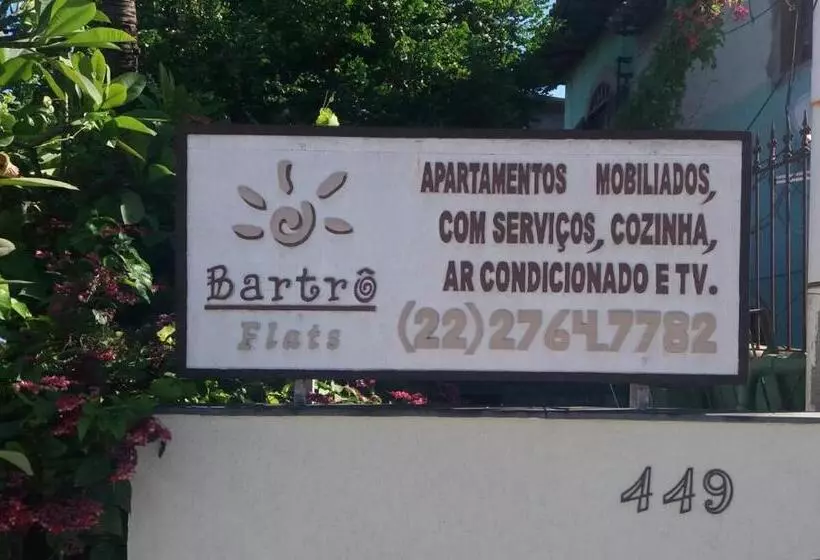 Bartrô
Flats
APARTAMENTOS MOBILIADOS,
COM SERVIÇOS, COZINHA,
AR CONDICIONADO E TV.
(22)2764.7782
449